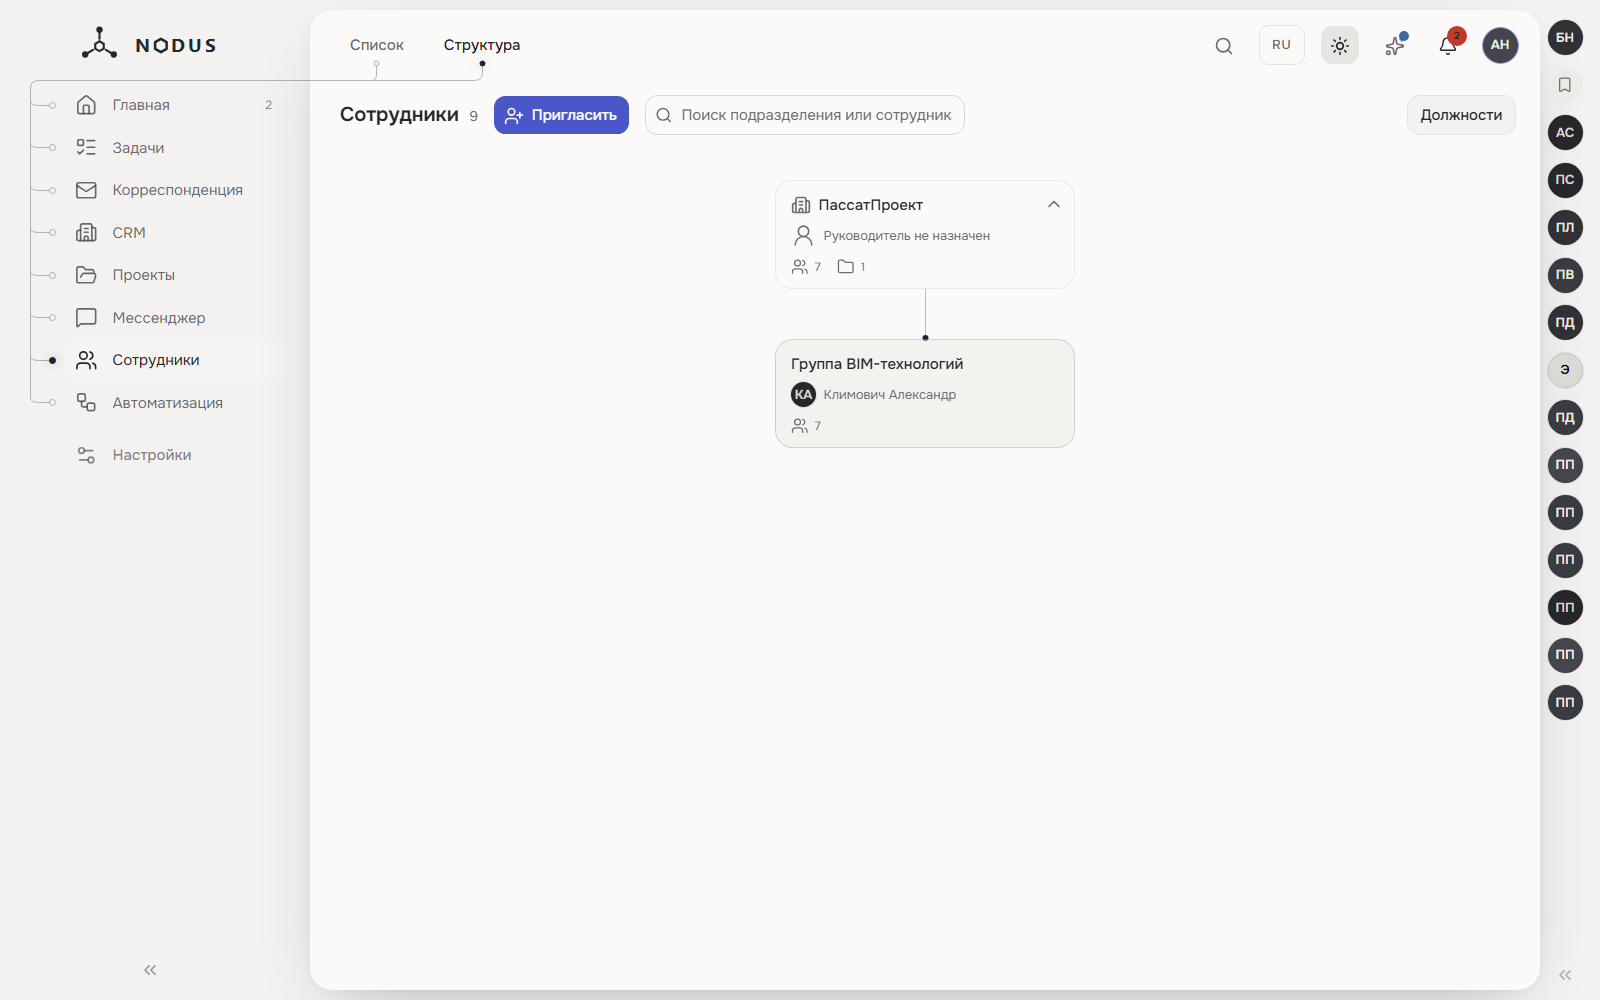 NODUS
Список
Структура
RU
2
АН
Главная
2
Задачи
Корреспонденция
CRM
Проекты
Мессенджер
Сотрудники
Автоматизация
Настройки
Сотрудники 9
Пригласить
Поиск подразделения или сотрудник
Должности
ПассатПроект
Руководитель не назначен
7
1
Группа BIM-технологий
КА
Климович Александр
7
БН
АС
ПС
ПЛ
ПВ
ПД
Э
ПД
ПП
ПП
ПП
ПП
ПП
ПП